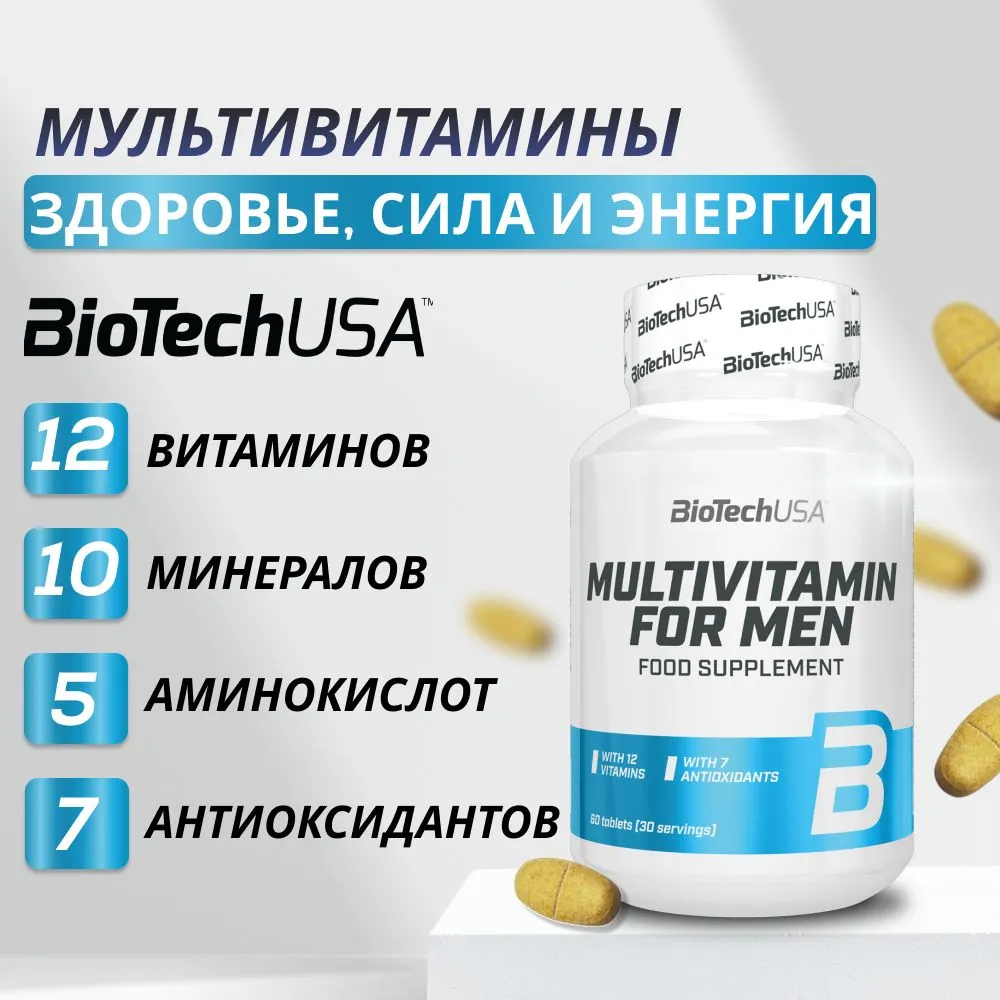 МУЛЬТИВИТАМИНЫ
ЗДОРОВЬЕ, СИЛА И ЭНЕРГИЯ
BioTechUSA™
12 ВИТАМИНОВ
10 МИНЕРАЛОВ
5 АМИНОКИСЛОТ
7 АНТИОКСИДАНТОВ
BioTechUSA
BioTechUSA
BioTechUSA
BioTechUSA
BioTechUSA
MULTIVITAMIN
FOR MEN
FOOD SUPPLEMENT
WITH 12
VITAMINS
WITH 7
ANTIOXIDANTS
B
60 tablets (30 servings)